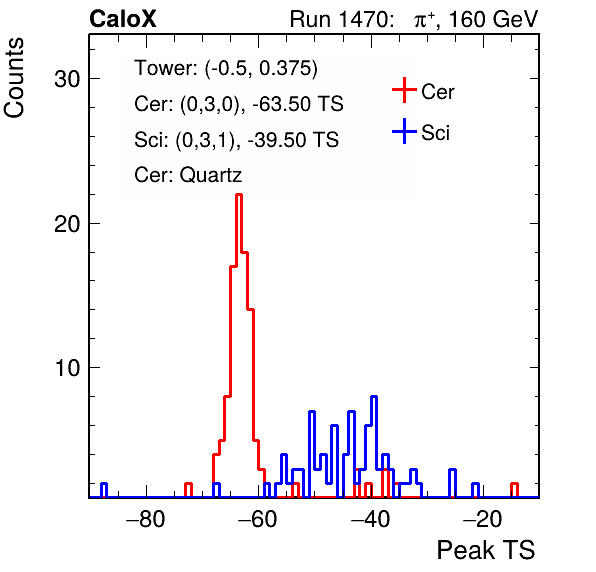 CaloX Run 1470: π⁺, 160 GeV
Counts
Tower: (-0.5, 0.375)
Cer: (0,3,0), -63.50 TS
Sci: (0,3,1), -39.50 TS
Cer: Quartz
Cer
Sci
30
20
10
−80 −60 −40 −20
Peak TS